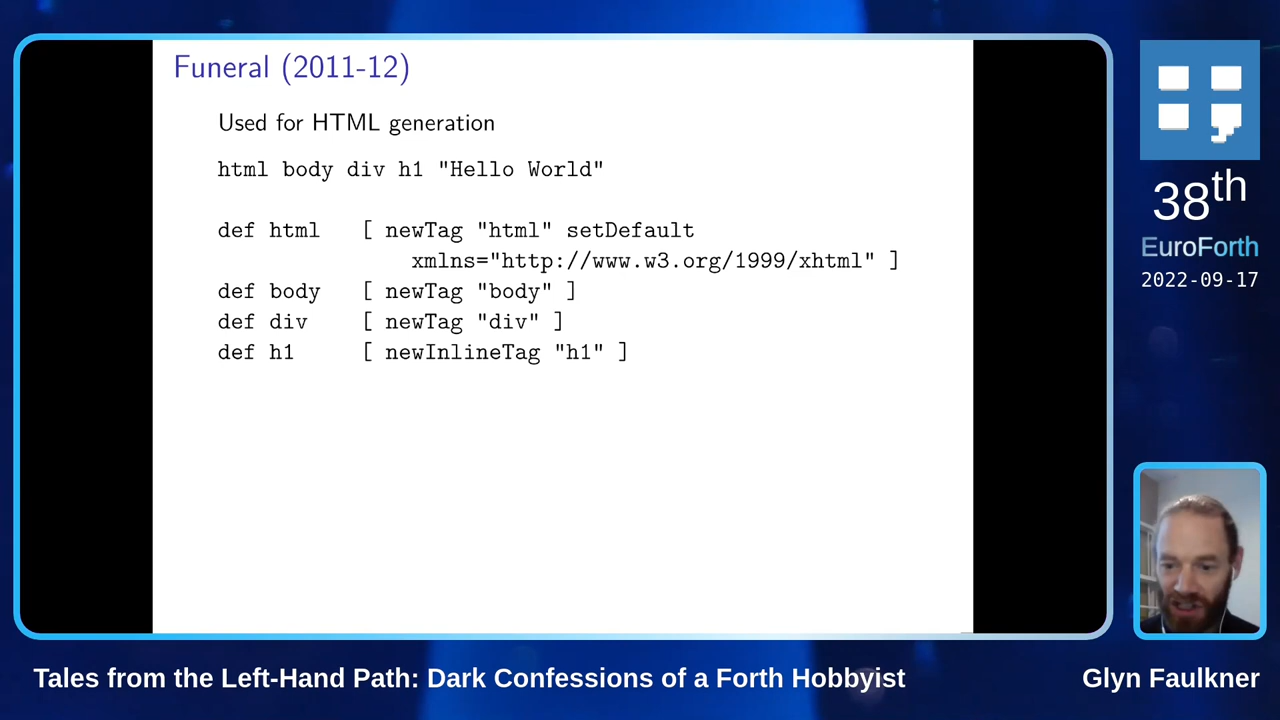 Funeral (2011-12)
Used for HTML generation
html body div h1 "Hello World"
def html [ newTag "html" setDefault
xmlns="http://www.w3.org/1999/xhtml" ]
def body [ newTag "body" ]
def div [ newTag "div" ]
def h1 [ newInlineTag "h1" ]
38th
EuroForth
2022-09-17
Tales from the Left-Hand Path: Dark Confessions of a Forth Hobbyist
Glyn Faulkner